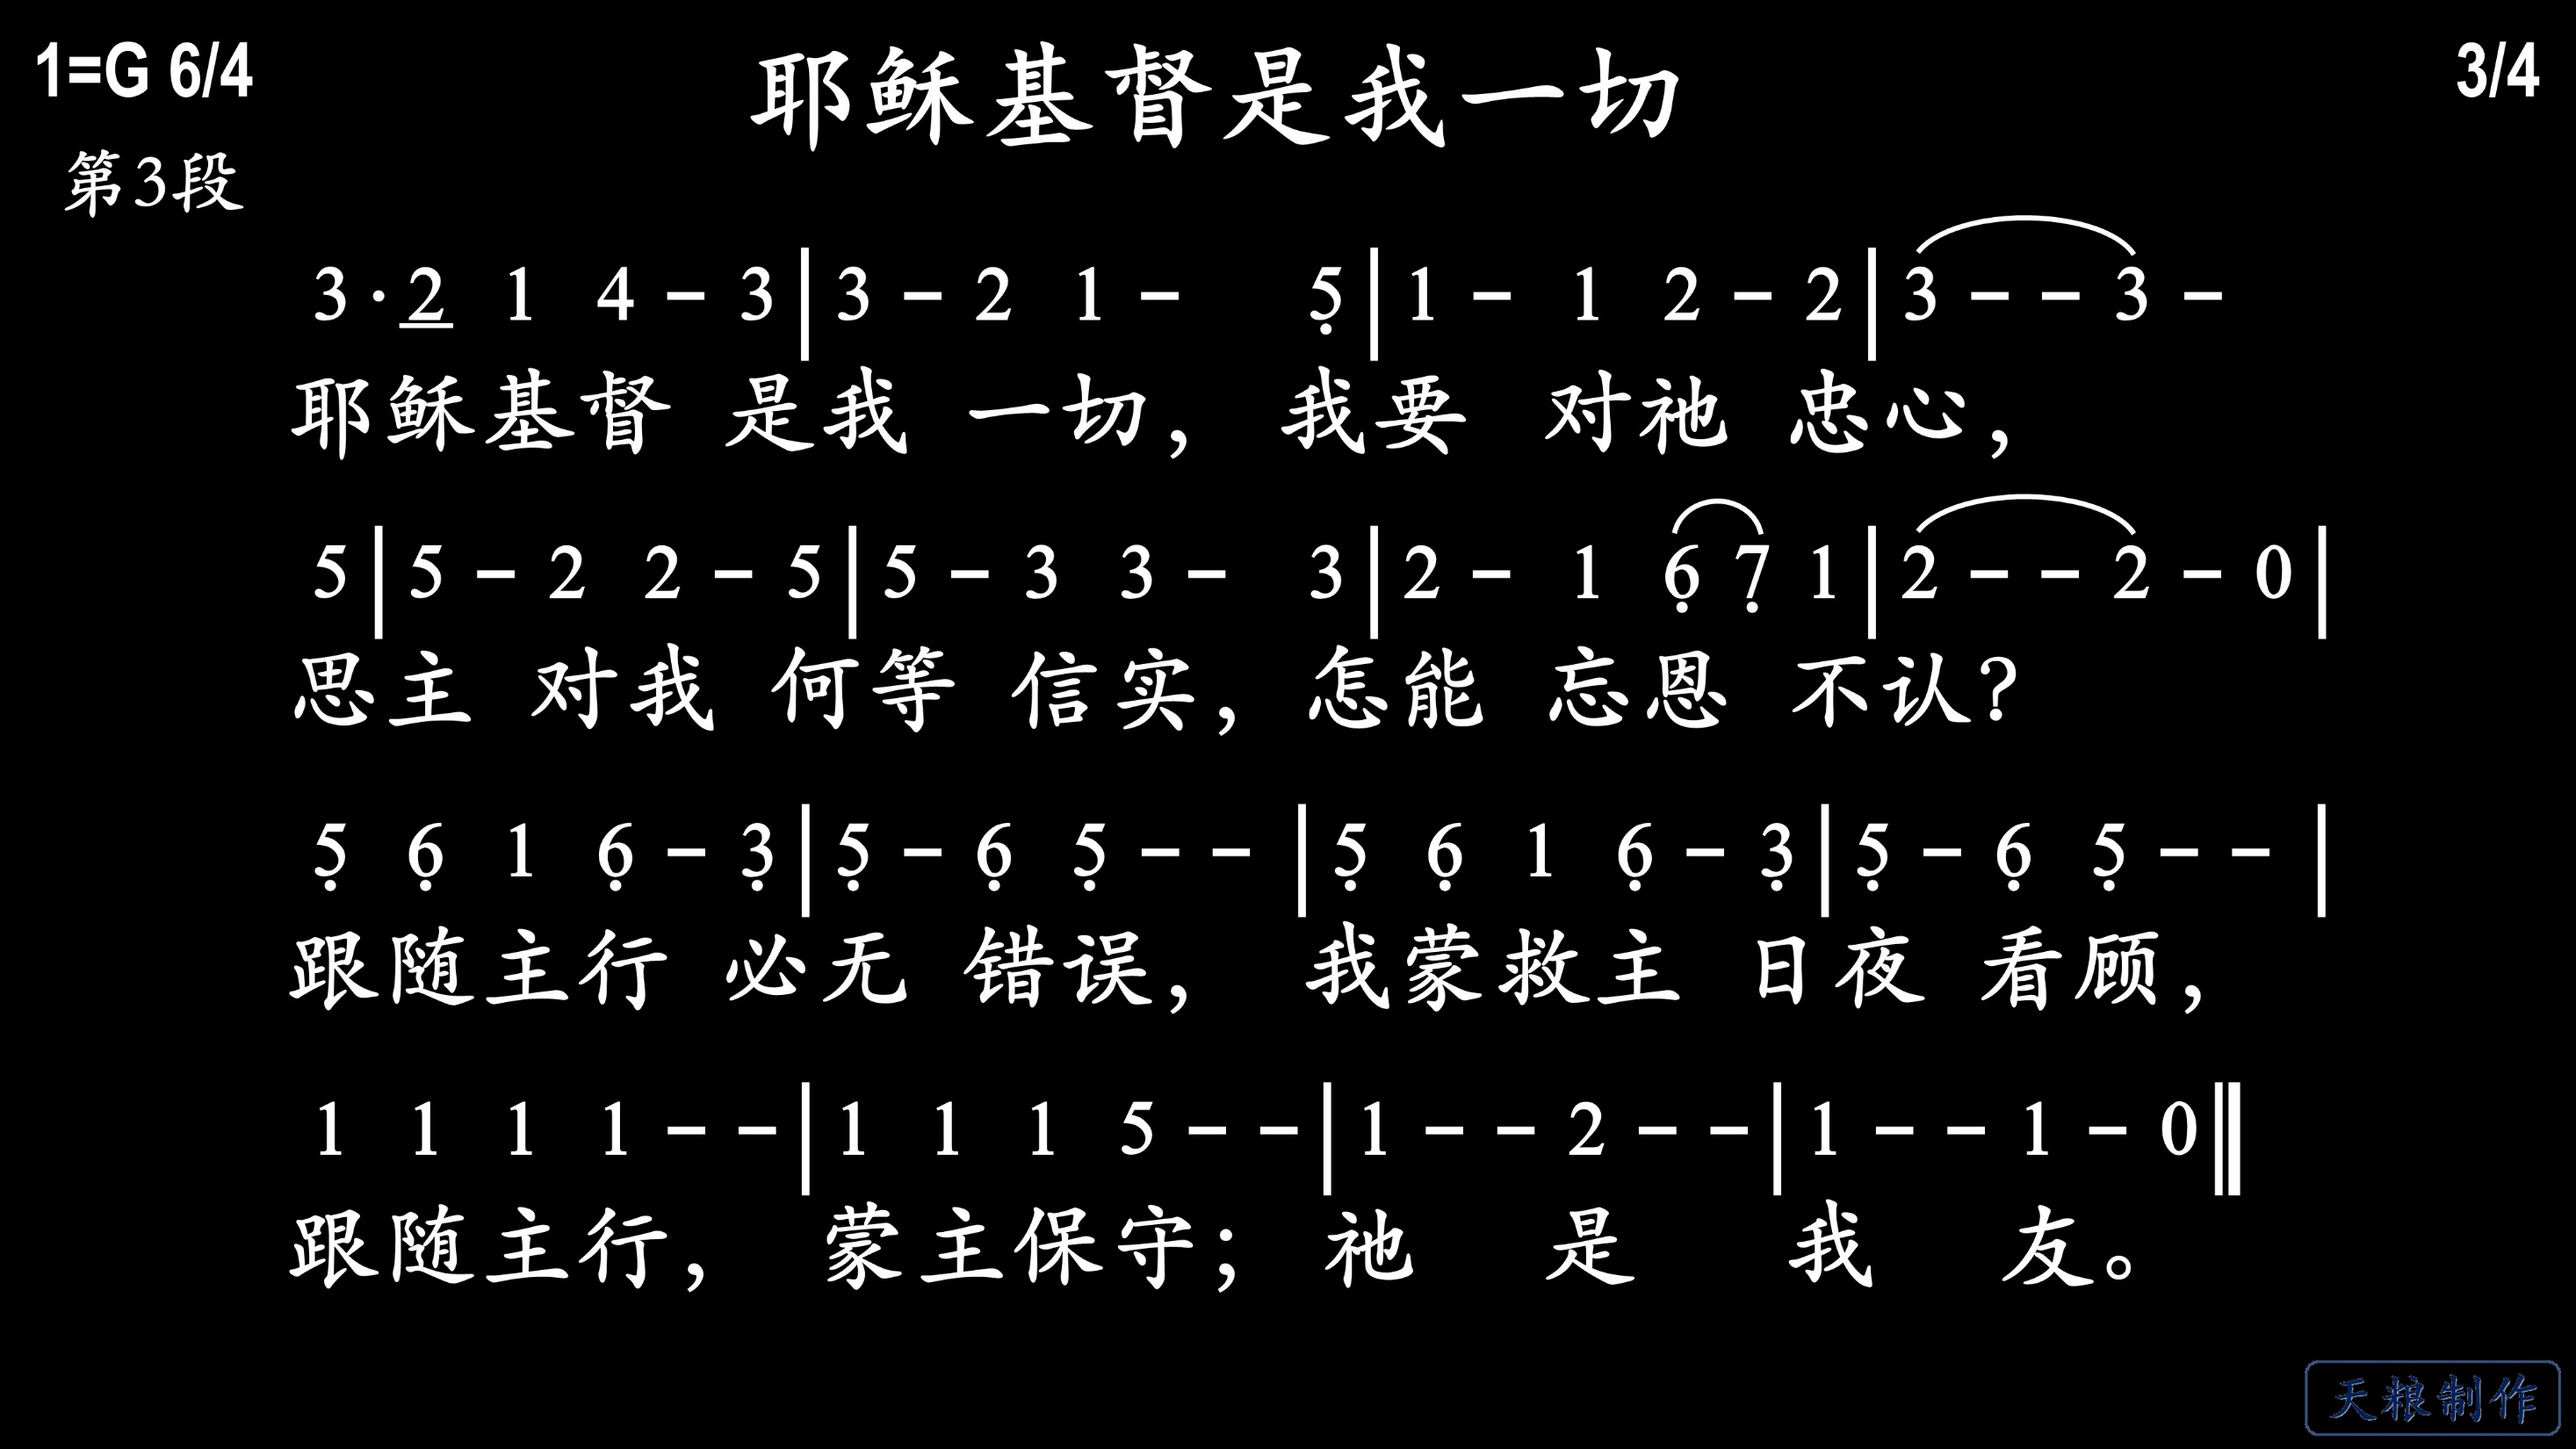 1=G 6/4
耶稣基督是我一切
3/4
第3段
3 · 2 1 4 – 3 | 3 – 2 1 – 5̣ | 1 – 1 2 – 2 | 3 – – 3 –
耶稣基督 是我 一切， 我要 对祂 忠心，
5 | 5 – 2 2 – 5 | 5 – 3 3 – 3 | 2 – 1 6̣ 7̣ 1 | 2 – – 2 – 0 |
思主 对我 何等 信实，怎能 忘恩 不认？
5̣ 6̣ 1 6̣ – 3̣ | 5̣ – 6̣ 5̣ – – | 5̣ 6̣ 1 6̣ – 3̣ | 5̣ – 6̣ 5̣ – – |
跟随主行 必无 错误， 我蒙救主 日夜 看顾，
1 1 1 1 – – | 1 1 1 5 – – | 1 – – 2 – – | 1 – – 1 – 0 ‖
跟随主行， 蒙主保守；祂 是 我 友。
天粮制作